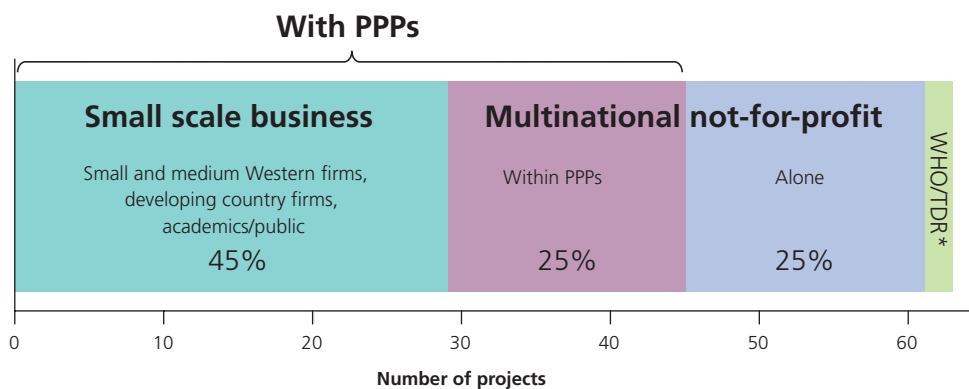 With PPPs
Small scale business
Multinational not-for-profit
Small and medium Western firms,
developing country firms,
academics/public
Within PPPs
Alone
45%
25%
25%
WHO/TDR*
0
10
20
30
40
50
60
Number of projects